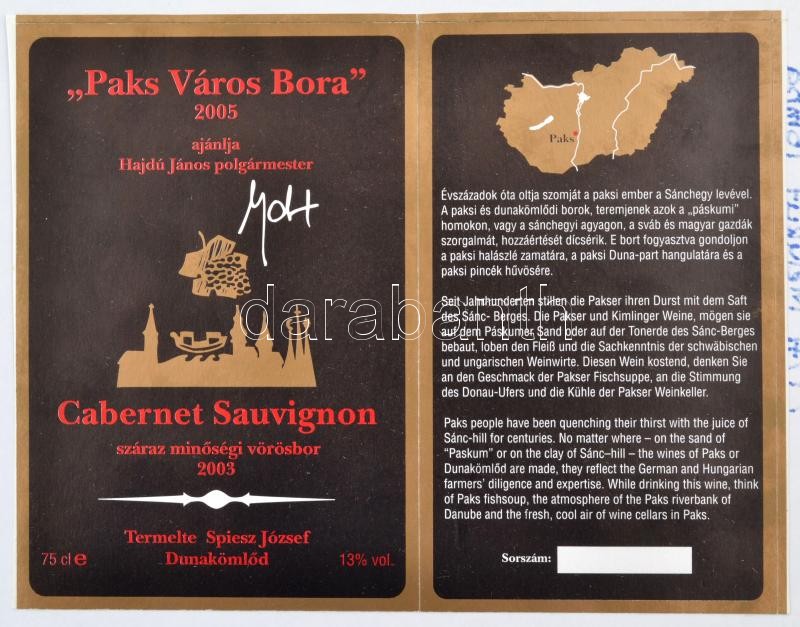 „Paks Város Bora”
2005
ajánlja
Hajdú János polgármester
Cabernet Sauvignon
száraz minőségi vörösbor
2003
Termelte Spiesz József
75 cl e Dunakömlőd 13% vol.
Paks
Évszázadok óta oltja szomját a paksi ember a Sánchegy levével.
A paksi és dunakömlődi borok, teremjenek azok a „páskumi”
homokon, vagy a sánchegyi agyagon, a sváb és magyar gazdák
szorgalmát, hozzáértését dícsérik. E bort fogyasztva gondoljon
a paksi halászlé zamatára, a paksi Duna-part hangulatára és a
paksi pincék hűvösére.
Seit Jahrhunderten stillen die Pakser ihren Durst mit dem Saft
des Sánc- Berges. Die Pakser und Kimlinger Weine, mögen sie
auf dem Páskumer Sand oder auf der Tonerde des Sánc-Berges
bebaut, loben den Fleiß und die Sachkenntnis der schwäbischen
und ungarischen Weinwirte. Diesen Wein kostend, denken Sie
an den Geschmack der Pakser Fischsuppe, an die Stimmung
des Donau-Ufers und die Kühle der Pakser Weinkeller.
Paks people have been quenching their thirst with the juice of
Sánc-hill for centuries. No matter where – on the sand of
“Paskum” or on the clay of Sánc–hill – the wines of Paks or
Dunakömlőd are made, they reflect the German and Hungarian
farmers’ diligence and expertise. While drinking this wine, think
of Paks fishsoup, the atmosphere of the Paks riverbank of
Danube and the fresh, cool air of wine cellars in Paks.
Sorszám:
darabanth